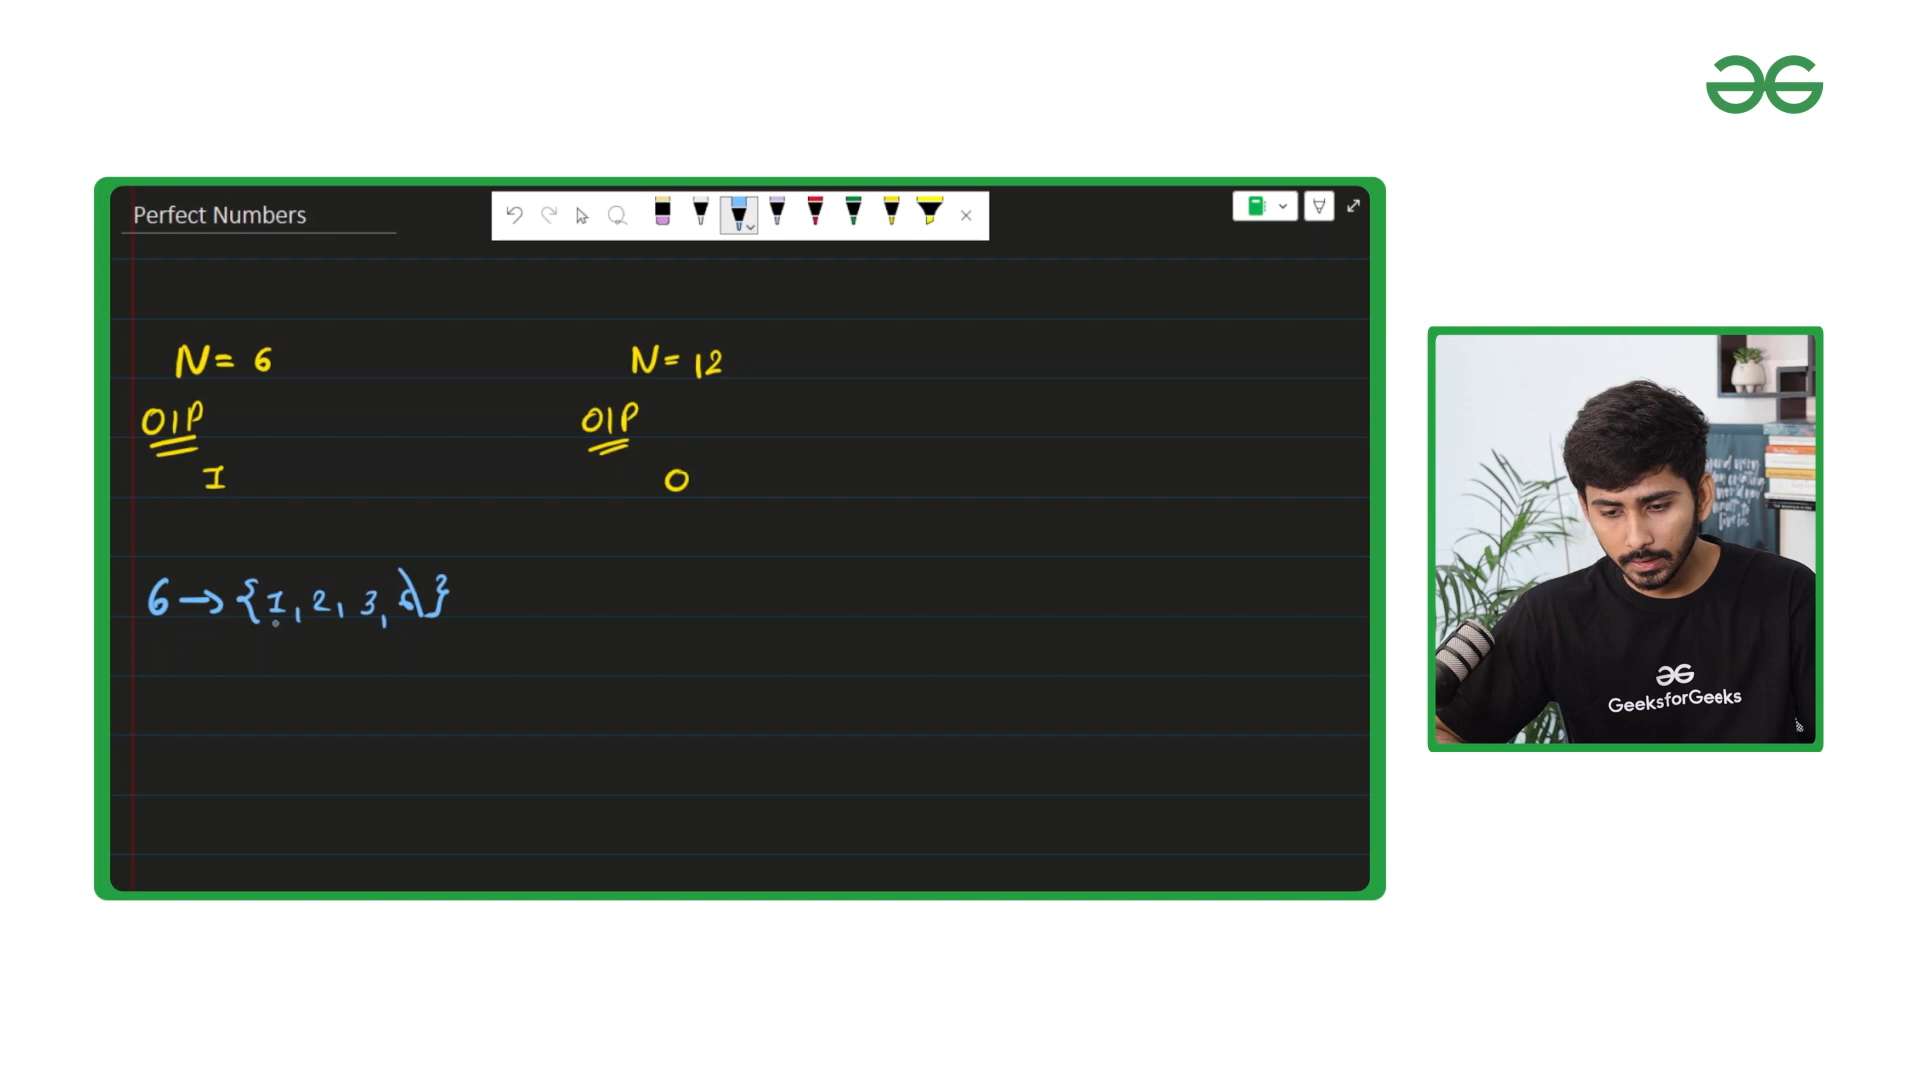 Perfect Numbers
N = 6
N = 12
O/P
O/P
1
0
6 → {1, 2, 3, 6}
GeeksforGeeks